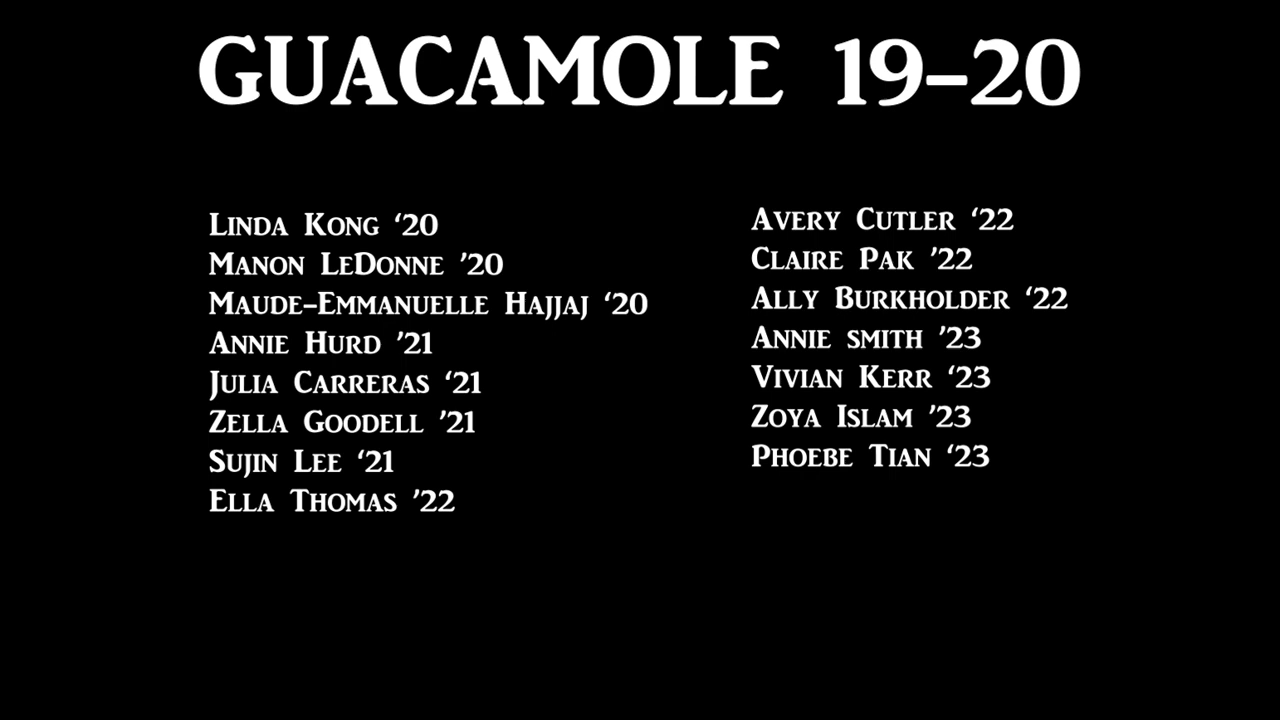 GUACAMOLE 19-20
LINDA KONG ‘20
MANON LEDONNE ’20
MAUDE-EMMANUELLE HAJJAJ ‘20
ANNIE HURD ’21
JULIA CARRERAS ‘21
ZELLA GOODELL ’21
SUJIN LEE ‘21
ELLA THOMAS ’22
AVERY CUTLER ‘22
CLAIRE PAK ’22
ALLY BURKHOLDER ‘22
ANNIE SMITH ’23
VIVIAN KERR ‘23
ZOYA ISLAM ’23
PHOEBE TIAN ‘23